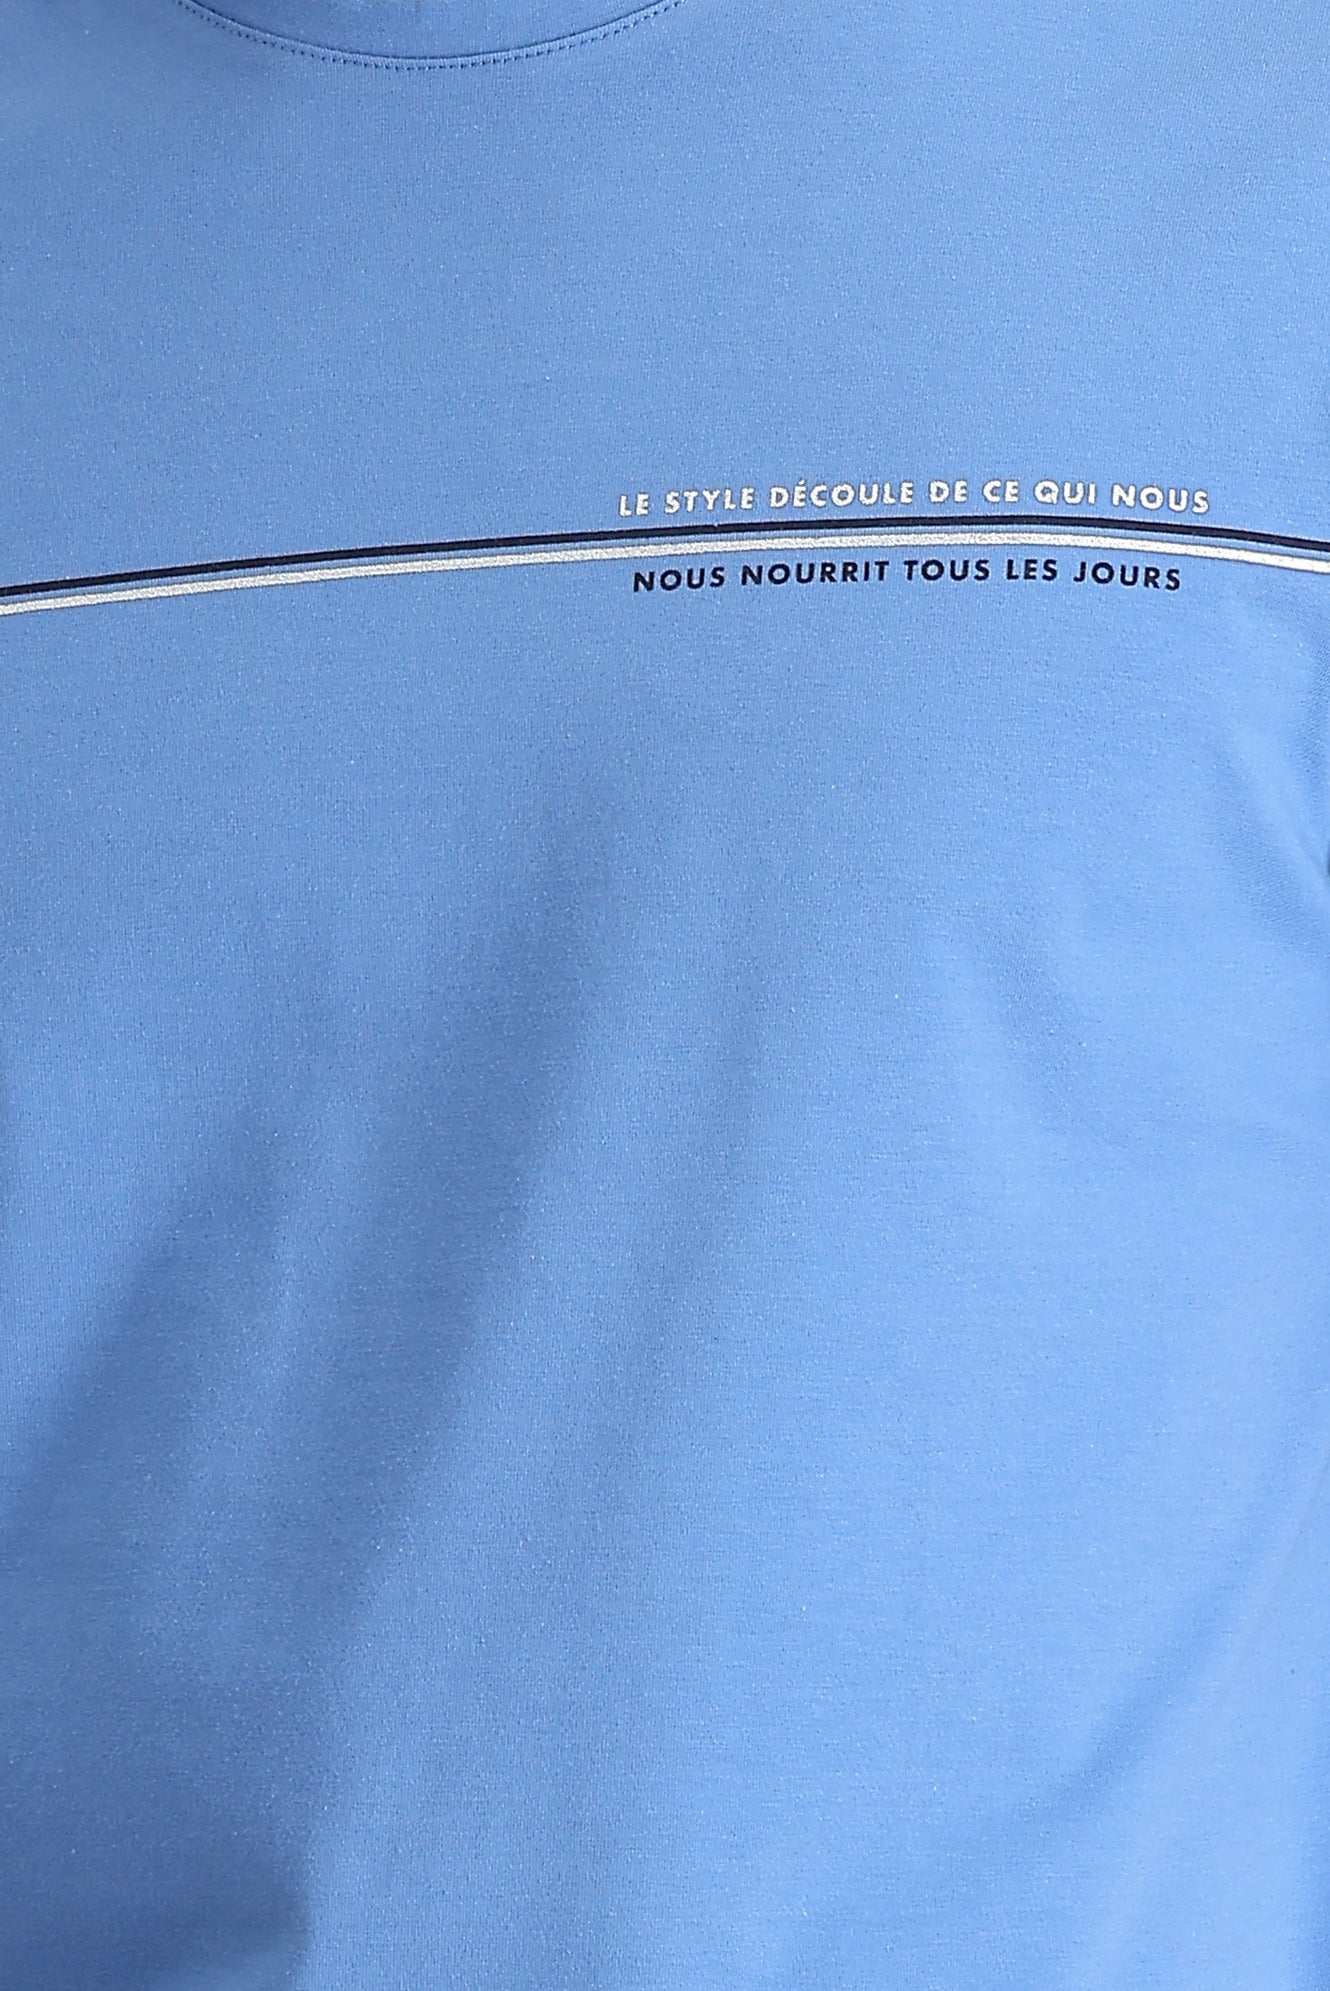 LE STYLE DÉCOULE DE CE QUI NOUS
NOUS NOURRIT TOUS LES JOURS